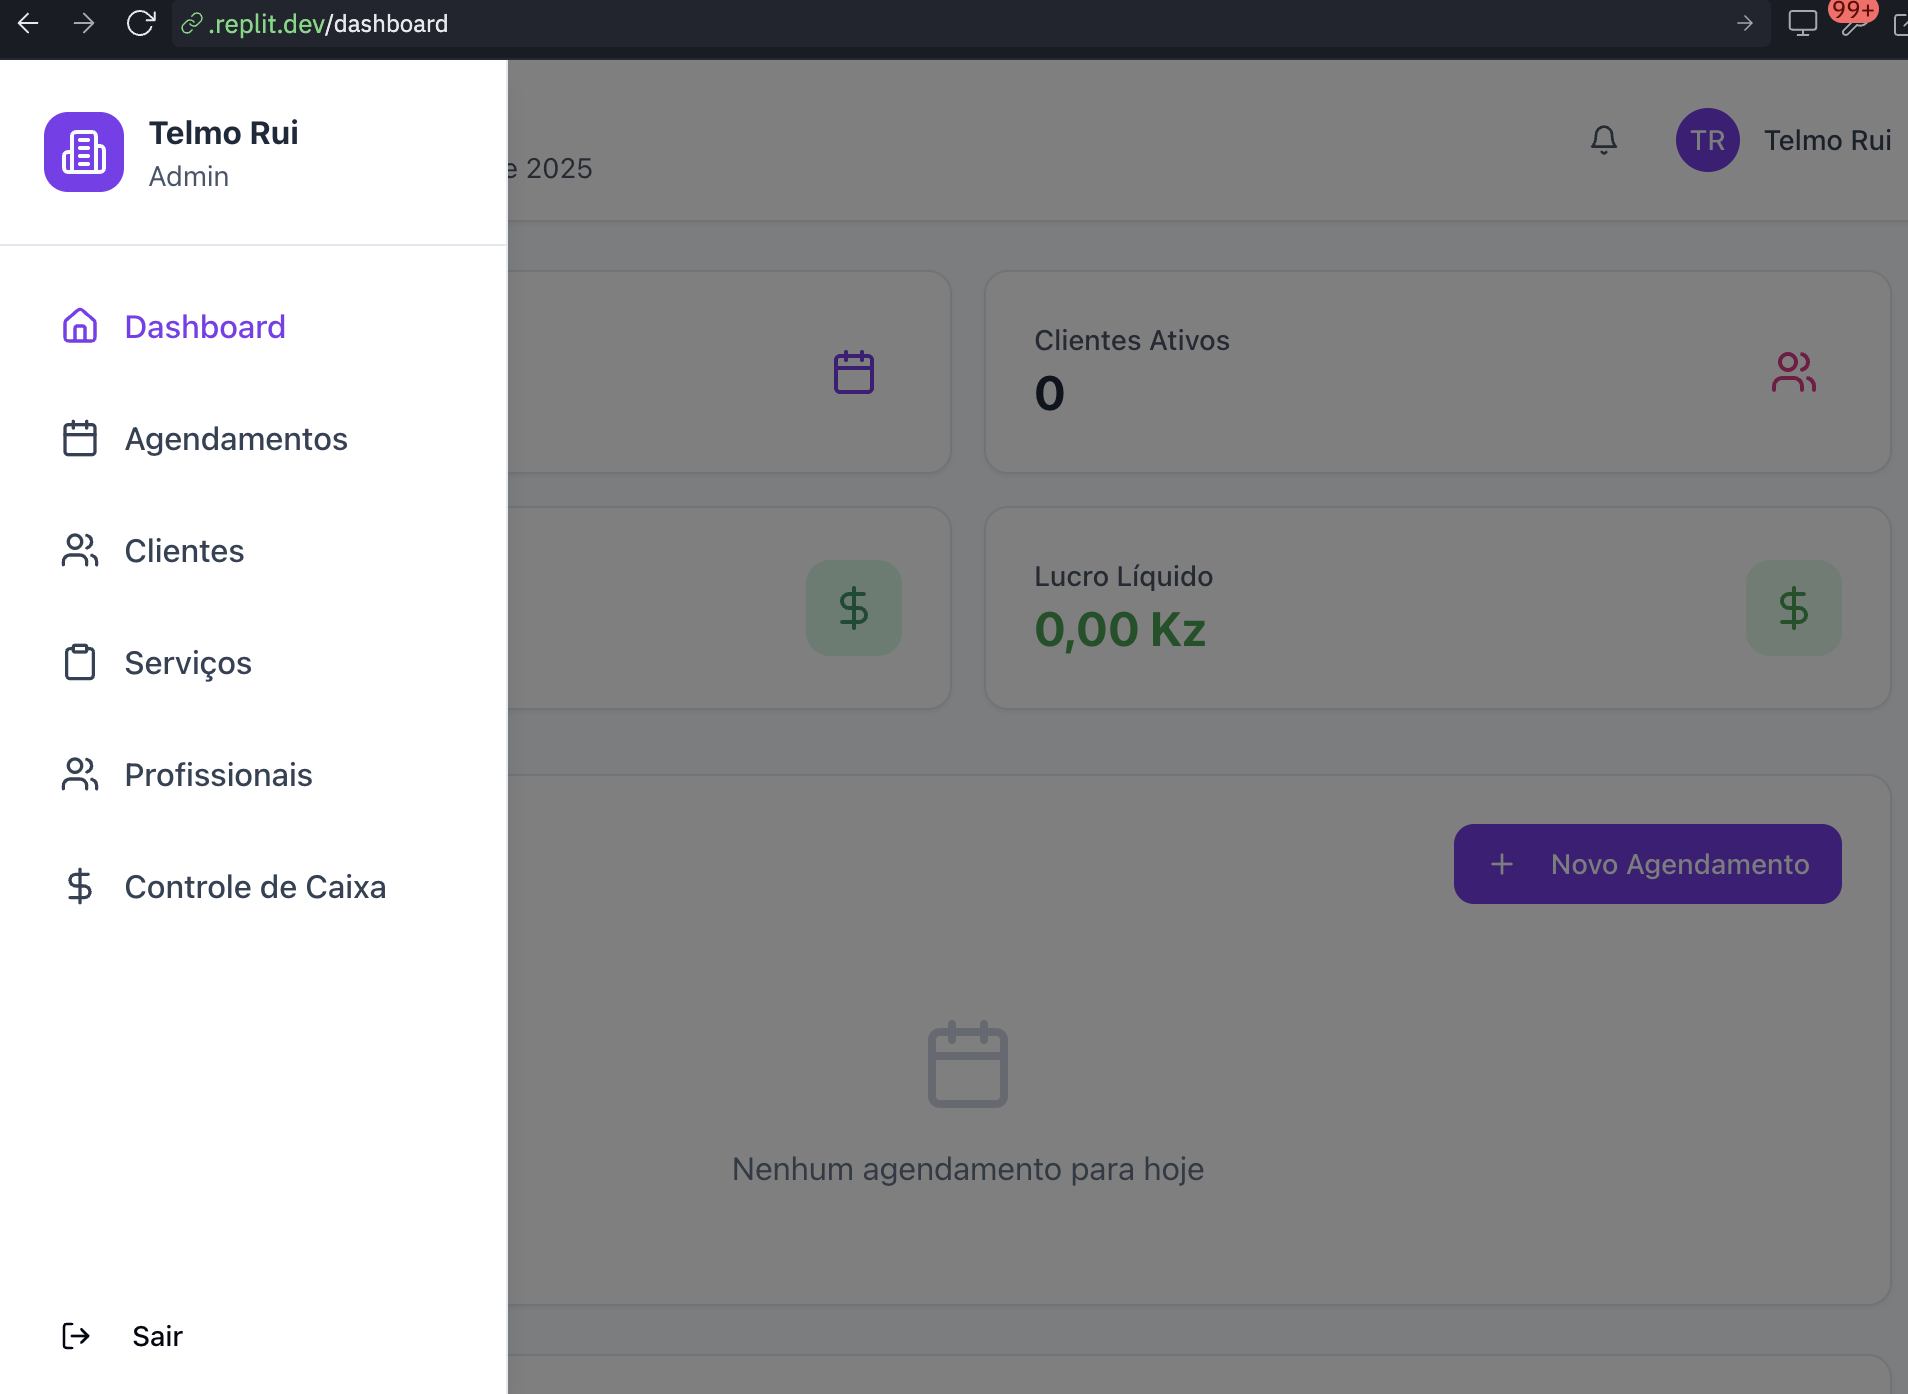 .replit.dev/dashboard
99+
Telmo Rui
Admin
e 2025
TR
Telmo Rui
Dashboard
Agendamentos
Clientes
Serviços
Profissionais
Controle de Caixa
Sair
Clientes Ativos
0
Lucro Líquido
0,00 Kz
+ Novo Agendamento
Nenhum agendamento para hoje